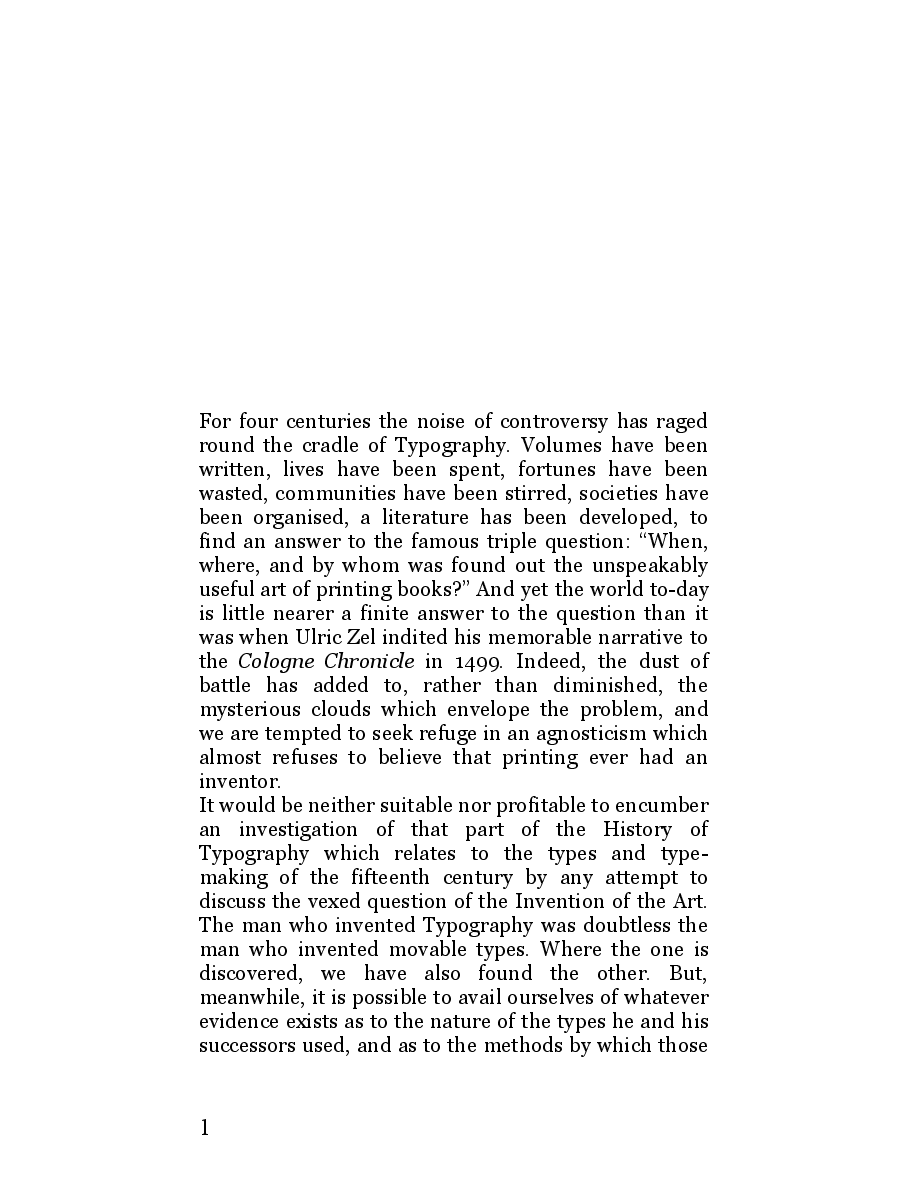 For four centuries the noise of controversy has raged
round the cradle of Typography. Volumes have been
written, lives have been spent, fortunes have been
wasted, communities have been stirred, societies have
been organised, a literature has been developed, to
find an answer to the famous triple question: “When,
where, and by whom was found out the unspeakably
useful art of printing books?” And yet the world to-day
is little nearer a finite answer to the question than it
was when Ulric Zel indited his memorable narrative to
the Cologne Chronicle in 1499. Indeed, the dust of
battle has added to, rather than diminished, the
mysterious clouds which envelope the problem, and
we are tempted to seek refuge in an agnosticism which
almost refuses to believe that printing ever had an
inventor.
It would be neither suitable nor profitable to encumber
an investigation of that part of the History of
Typography which relates to the types and type-
making of the fifteenth century by any attempt to
discuss the vexed question of the Invention of the Art.
The man who invented Typography was doubtless the
man who invented movable types. Where the one is
discovered, we have also found the other. But,
meanwhile, it is possible to avail ourselves of whatever
evidence exists as to the nature of the types he and his
successors used, and as to the methods by which those
1